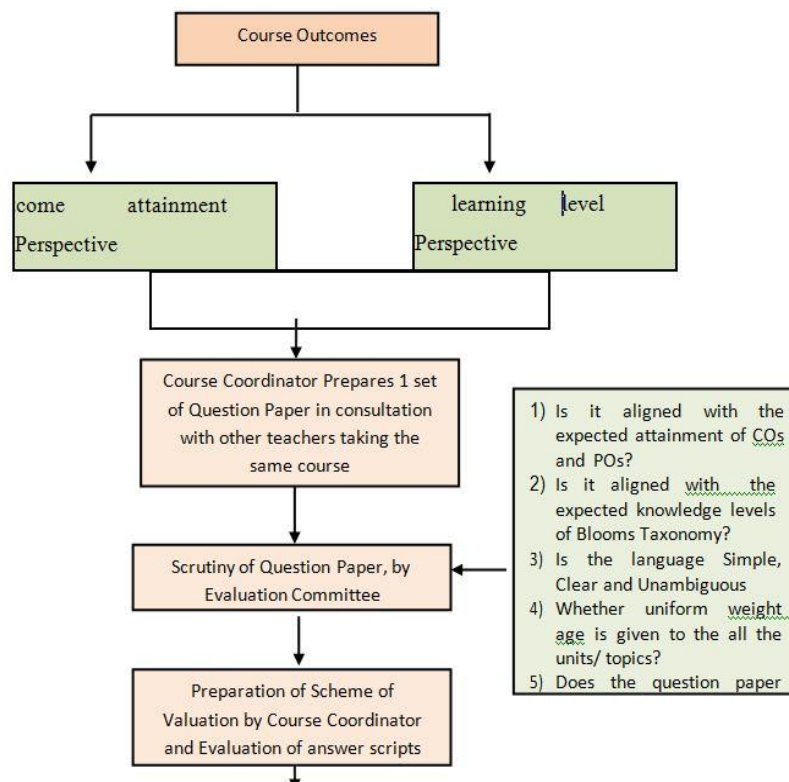 Course Outcomes
come attainment
Perspective
learning level
Perspective
Course Coordinator Prepares 1 set
of Question Paper in consultation
with other teachers taking the
same course
1) Is it aligned with the
expected attainment of COs
and POs?
2) Is it aligned with the
expected knowledge levels
of Blooms Taxonomy?
3) Is the language Simple,
Clear and Unambiguous
4) Whether uniform weight
age is given to the all the
units/ topics?
5) Does the question paper
Scrutiny of Question Paper, by
Evaluation Committee
Preparation of Scheme of
Valuation by Course Coordinator
and Evaluation of answer scripts